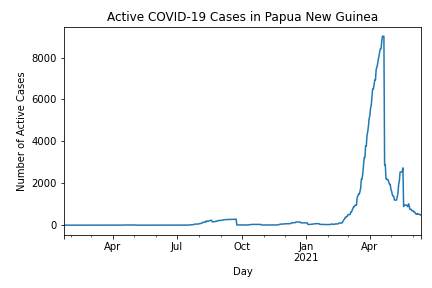 Active COVID-19 Cases in Papua New Guinea
Number of Active Cases
8000
6000
4000
2000
0
Apr Jul Oct Jan Apr
2021
Day